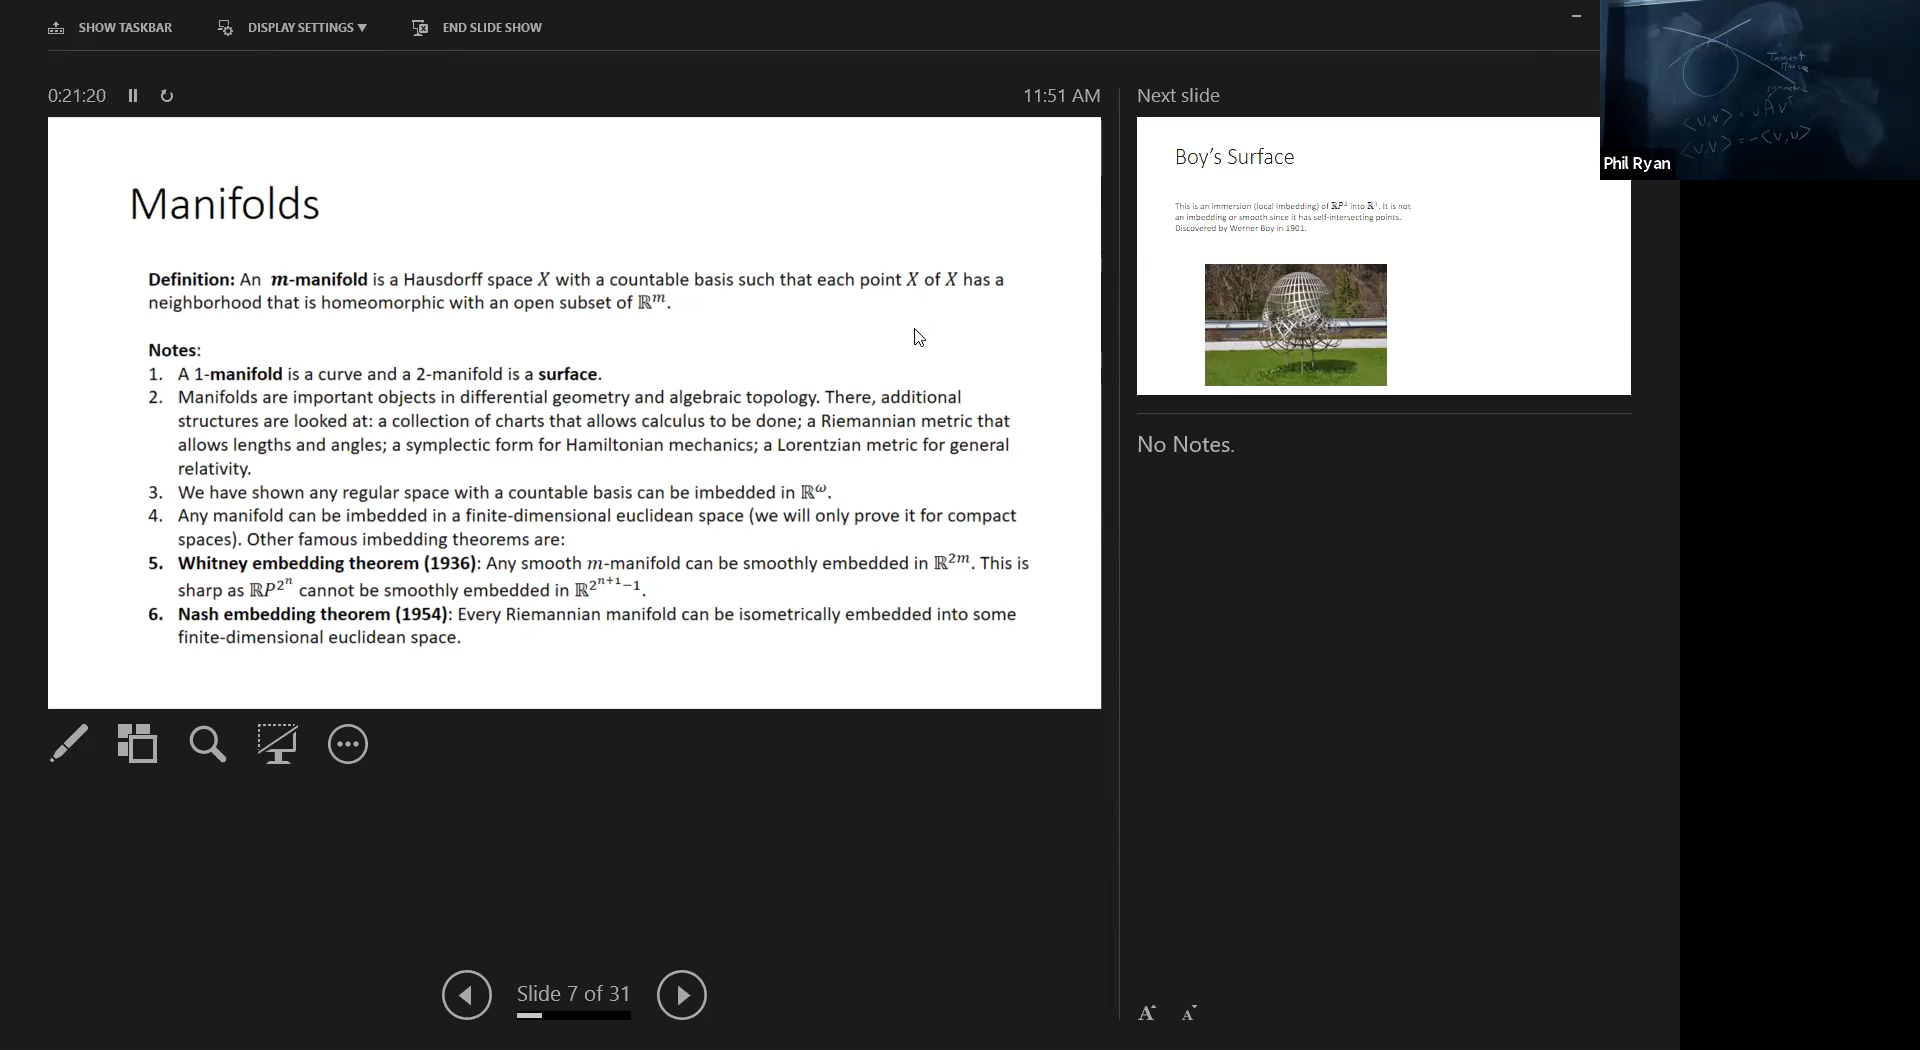 SHOW TASKBAR
DISPLAY SETTINGS ▾
END SLIDE SHOW
0:21:20
11:51 AM
Manifolds
Definition: An m-manifold is a Hausdorff space X with a countable basis such that each point X of X has a
neighborhood that is homeomorphic with an open subset of ℝᵐ.
Notes:
1. A 1-manifold is a curve and a 2-manifold is a surface.
2. Manifolds are important objects in differential geometry and algebraic topology. There, additional
structures are looked at: a collection of charts that allows calculus to be done; a Riemannian metric that
allows lengths and angles; a symplectic form for Hamiltonian mechanics; a Lorentzian metric for general
relativity.
3. We have shown any regular space with a countable basis can be imbedded in ℝ^ω.
4. Any manifold can be imbedded in a finite-dimensional euclidean space (we will only prove it for compact
spaces). Other famous imbedding theorems are:
5. Whitney embedding theorem (1936): Any smooth m-manifold can be smoothly embedded in ℝ^{2m}. This is
sharp as ℝP^{2^n} cannot be smoothly embedded in ℝ^{2^{n+1}-1}.
6. Nash embedding theorem (1954): Every Riemannian manifold can be isometrically embedded into some
finite-dimensional euclidean space.
Slide 7 of 31
Next slide
Boy's Surface
This is an immersion (local imbedding) of ℝP² into ℝ³. It is not
an imbedding or smooth since it has self-intersecting points.
Discovered by Werner Boy in 1901.
No Notes.
A A
Tangent
Space
⟨u,v⟩ = uAvᵀ
⟨u,v⟩ = -⟨v,u⟩
Phil Ryan